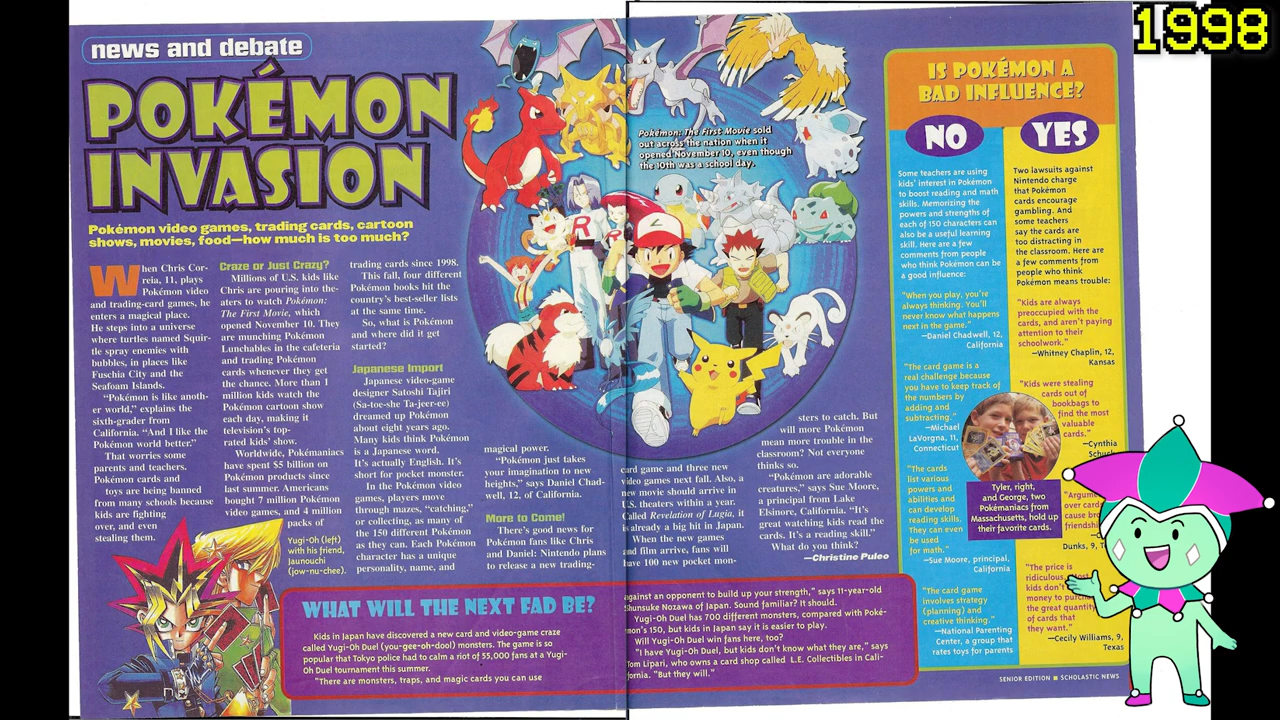 1998
news and debate
POKÉMON
INVASION
Pokémon video games, trading cards, cartoon
shows, movies, food—how much is too much?
When Chris Cor-
reia, 11, plays
Pokémon video
and trading-card games, he
enters a magical place.
He steps into a universe
where turtles named Squir-
tle spray enemies with
bubbles, in places like
Fuschia City and the
Seafoam Islands.
"Pokémon is like anoth-
er world," explains the
sixth-grader from
California. "And I like the
Pokémon world better."
That worries some
parents and teachers.
Pokémon cards and
toys are being banned
from many schools because
kids are fighting
over, and even
stealing them.
Craze or Just Crazy?
Millions of U.S. kids like
Chris are pouring into the-
aters to watch Pokémon:
The First Movie, which
opened November 10. They
are munching Pokémon
Lunchables in the cafeteria
and trading Pokémon
cards whenever they get
the chance. More than 1
million kids watch the
Pokémon cartoon show
each day, making it
television's top-
rated kids' show.
Worldwide, Pokémaniacs
have spent $5 billion on
Pokémon products since
last summer. Americans
bought 7 million Pokémon
video games, and 4 million
packs of
trading cards since 1998.
This fall, four different
Pokémon books hit the
country's best-seller lists
at the same time.
So, what is Pokémon
and where did it get
started?
Japanese Import
Japanese video-game
designer Satoshi Tajiri
(Sa-toe-she Ta-jeer-ee)
dreamed up Pokémon
about eight years ago.
Many kids think Pokémon
is a Japanese word.
It's actually English. It's
short for pocket monster.
In the Pokémon video
games, players move
through mazes, "catching,"
or collecting, as many of
the 150 different Pokémon
as they can. Each Pokémon
character has a unique
personality, name, and
magical power.
"Pokémon just takes
your imagination to new
heights," says Daniel Chad-
well, 12, of California.
More to Come!
There's good news for
Pokémon fans like Chris
and Daniel: Nintendo plans
to release a new trading-
card game and three new
video games next fall. Also, a
new movie should arrive in
U.S. theaters within a year.
Called Revelation of Lugia, it
is already a big hit in Japan.
When the new games
and film arrive, fans will
have 100 new pocket mon-
sters to catch. But
will more Pokémon
mean more trouble in the
classroom? Not everyone
thinks so.
"Pokémon are adorable
creatures," says Sue Moore,
a principal from Lake
Elsinore, California. "It's
great watching kids read the
cards. It's a reading skill."
What do you think?
—Christine Puleo
Pokémon: The First Movie sold
out across the nation when it
opened November 10, even though
the 10th was a school day.
R
R
Yugi-Oh (left)
with his friend,
Jaunouchi
(jow-nu-chee).
WHAT WILL THE NEXT FAD BE?
Kids in Japan have discovered a new card and video-game craze
called Yugi-Oh Duel (you-gee-oh-dool) monsters. The game is so
popular that Tokyo police had to calm a riot of 55,000 fans at a Yugi-
Oh Duel tournament this summer.
"There are monsters, traps, and magic cards you can use
against an opponent to build up your strength," says 11-year-old
Shunsuke Nozawa of Japan. Sound familiar? It should.
Yugi-Oh Duel has 700 different monsters, compared with Poké-
mon's 150, but kids in Japan say it is easier to play.
Will Yugi-Oh Duel win fans here, too?
"I have Yugi-Oh Duel, but kids don't know what they are," says
Tom Lipari, who owns a card shop called L.E. Collectibles in Cali-
fornia. "But they will."
IS POKÉMON A
BAD INFLUENCE?
NO
Some teachers are using
kids' interest in Pokémon
to boost reading and math
skills. Memorizing the
powers and strengths of
each of 150 characters can
also be a useful learning
skill. Here are a few
comments from people
who think Pokémon can be
a good influence:
"When you play, you're
always thinking. You'll
never know what happens
next in the game."
—Daniel Chadwell, 12,
California
"The card game is a
real challenge because
you have to keep track of
the numbers by
adding and
subtracting."
—Michael
LaVorgna, 11,
Connecticut
"The cards
list various
powers and
abilities and
can develop
reading skills.
They can even
be used
for math."
—Sue Moore, principal,
California
"The card game
involves strategy
(planning) and
creative thinking."
—National Parenting
Center, a group that
rates toys for parents
YES
Two lawsuits against
Nintendo charge
that Pokémon
cards encourage
gambling. And
some teachers
say the cards are
too distracting in
the classroom. Here are
a few comments from
people who think
Pokémon means trouble:
"Kids are always
preoccupied with the
cards, and aren't paying
attention to their
schoolwork."
—Whitney Chaplin, 12,
Kansas
"Kids were stealing
cards out of
bookbags to
find the most
valuable
cards."
—Cynthia
Tyler, right,
and George, two
Pokémaniacs from
Massachusetts, hold up
their favorite cards.
over cards
cause
Dunks, 9,
"The price is
kids don't
money to
the great
of cards that
they want."
—Cecily Williams, 9,
Texas
SENIOR EDITION ■ SCHOLASTIC NEWS